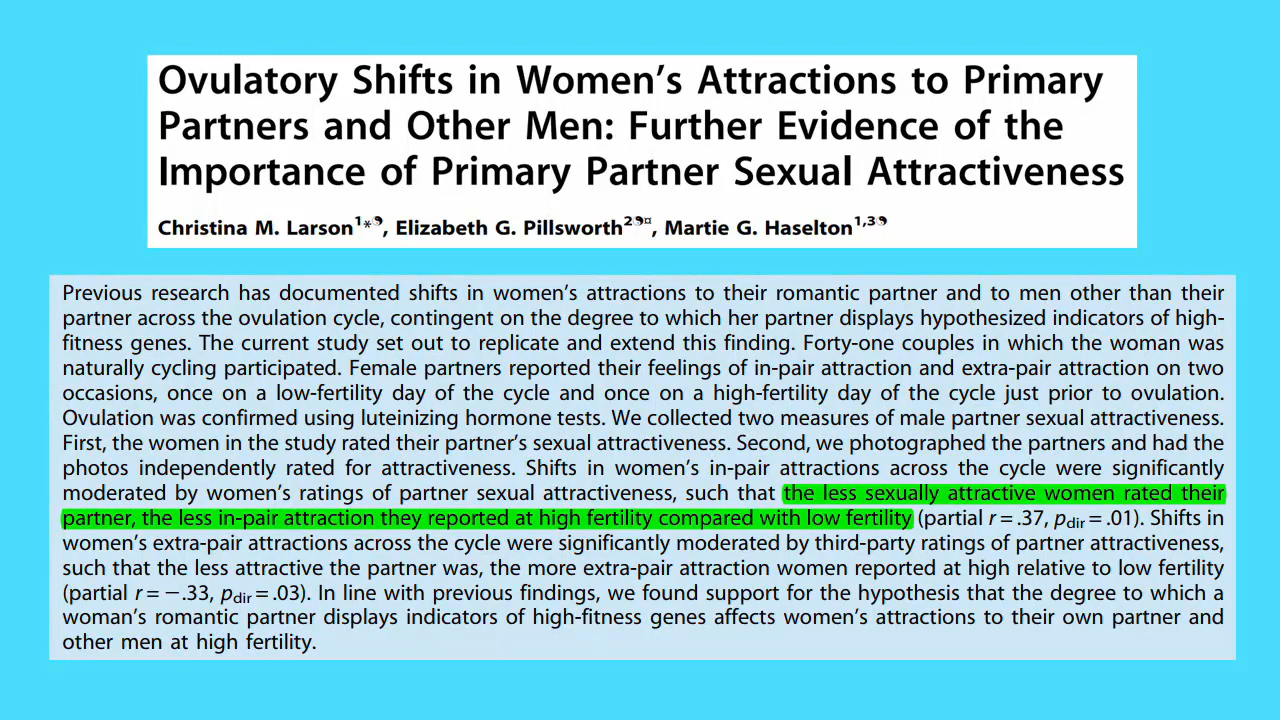 Ovulatory Shifts in Women's Attractions to Primary
Partners and Other Men: Further Evidence of the
Importance of Primary Partner Sexual Attractiveness
Christina M. Larson1*9, Elizabeth G. Pillsworth29¤, Martie G. Haselton1,39
Previous research has documented shifts in women's attractions to their romantic partner and to men other than their
partner across the ovulation cycle, contingent on the degree to which her partner displays hypothesized indicators of high-
fitness genes. The current study set out to replicate and extend this finding. Forty-one couples in which the woman was
naturally cycling participated. Female partners reported their feelings of in-pair attraction and extra-pair attraction on two
occasions, once on a low-fertility day of the cycle and once on a high-fertility day of the cycle just prior to ovulation.
Ovulation was confirmed using luteinizing hormone tests. We collected two measures of male partner sexual attractiveness.
First, the women in the study rated their partner's sexual attractiveness. Second, we photographed the partners and had the
photos independently rated for attractiveness. Shifts in women's in-pair attractions across the cycle were significantly
moderated by women's ratings of partner sexual attractiveness, such that the less sexually attractive women rated their
partner, the less in-pair attraction they reported at high fertility compared with low fertility (partial r = .37, pdir = .01). Shifts in
women's extra-pair attractions across the cycle were significantly moderated by third-party ratings of partner attractiveness,
such that the less attractive the partner was, the more extra-pair attraction women reported at high relative to low fertility
(partial r = −.33, pdir = .03). In line with previous findings, we found support for the hypothesis that the degree to which a
woman's romantic partner displays indicators of high-fitness genes affects women's attractions to their own partner and
other men at high fertility.